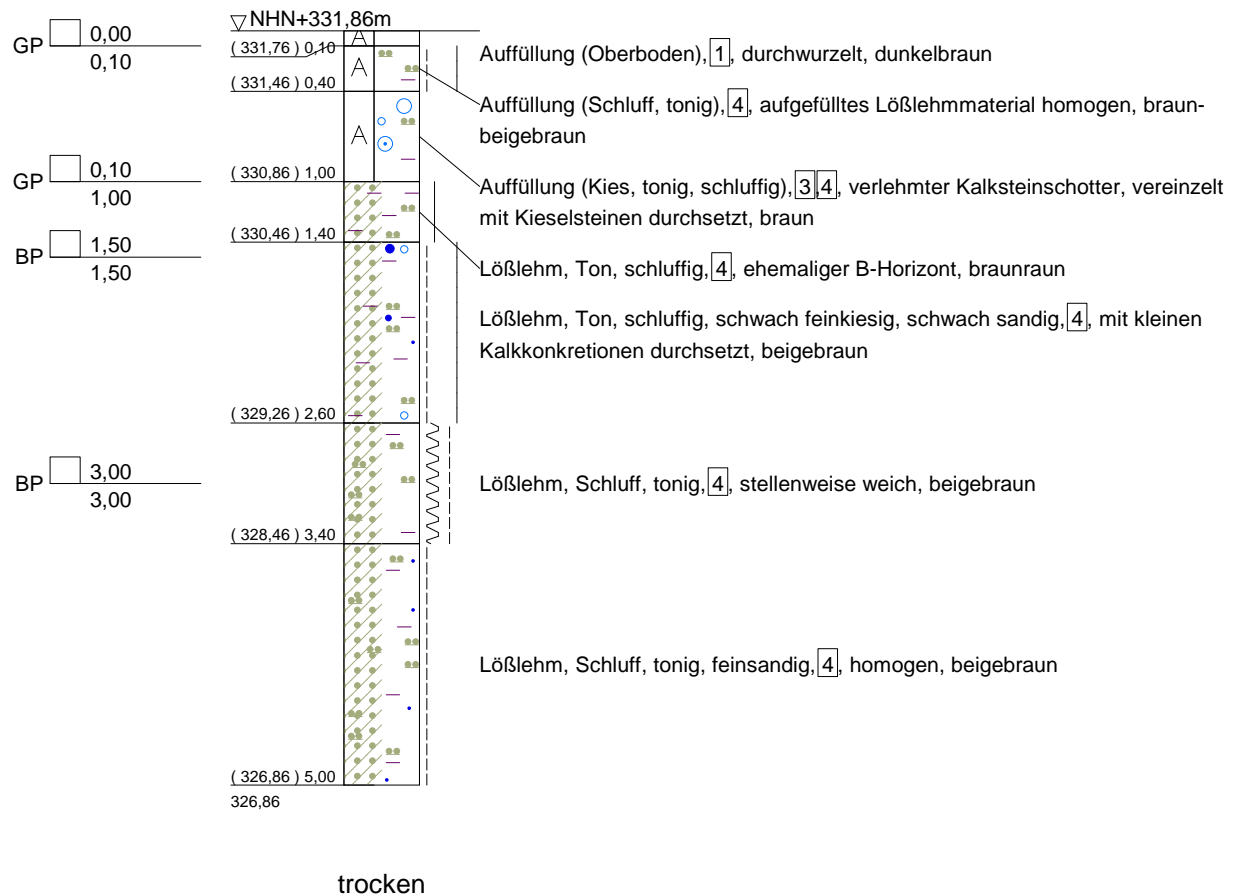 NHN+331,86m
GP 0,00
0,10
( 331,76 ) 0,10
A
Auffüllung (Oberboden), 1, durchwurzelt, dunkelbraun
A
( 331,46 ) 0,40
Auffüllung (Schluff, tonig), 4, aufgefülltes Lößlehmmaterial homogen, braun-
beigebraun
A
GP 0,10
1,00
( 330,86 ) 1,00
Auffüllung (Kies, tonig, schluffig), 3, 4, verlehmter Kalksteinschotter, vereinzelt
mit Kieselsteinen durchsetzt, braun
( 330,46 ) 1,40
BP 1,50
1,50
Lößlehm, Ton, schluffig, 4, ehemaliger B-Horizont, braunraun
Lößlehm, Ton, schluffig, schwach feinkiesig, schwach sandig, 4, mit kleinen
Kalkkonkretionen durchsetzt, beigebraun
( 329,26 ) 2,60
BP 3,00
3,00
Lößlehm, Schluff, tonig, 4, stellenweise weich, beigebraun
( 328,46 ) 3,40
Lößlehm, Schluff, tonig, feinsandig, 4, homogen, beigebraun
( 326,86 ) 5,00
326,86
trocken